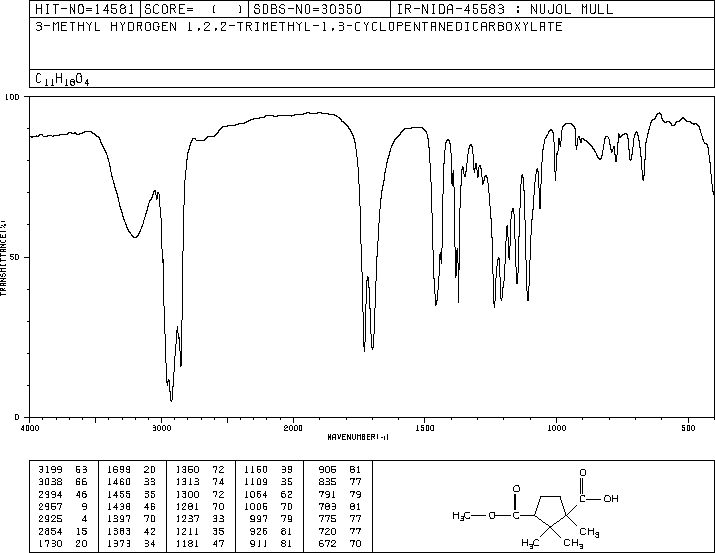 HIT-NO=14581 SCORE= ( ) SDBS-NO=30350 IR-NIDA-45583 : NUJOL MULL
3-METHYL HYDROGEN 1,2,2-TRIMETHYL-1,3-CYCLOPENTANEDICARBOXYLATE
C11H18O4
100
50
0
TRANSMITTANCE(%)
4000 3000 2000 1500 1000 500
WAVENUMBER(-1)
3199 63 1699 20 1360 72 1150 39 906 81
3038 66 1460 33 1313 74 1109 35 835 77
2994 46 1455 35 1300 72 1064 62 791 79
2957 9 1438 46 1281 70 1006 70 783 81
2925 4 1397 70 1237 33 997 79 775 77
2854 15 1383 42 1211 35 926 81 720 77
1730 20 1373 34 1181 47 911 81 672 70
O
O
OH
H3C
O
CH3
H3C
CH3